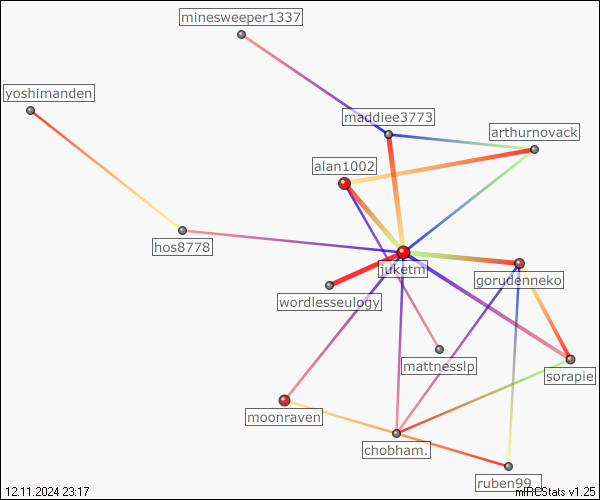 minesweeper1337
yoshimanden
maddiee3773
arthurnovack
alan1002
hos8778
juketm
gorudenneko
wordlesseulogy
mattnesslp
sorapie
moonraven
chobham.
ruben99_
12.11.2024 23:17
mIRCStats v1.25